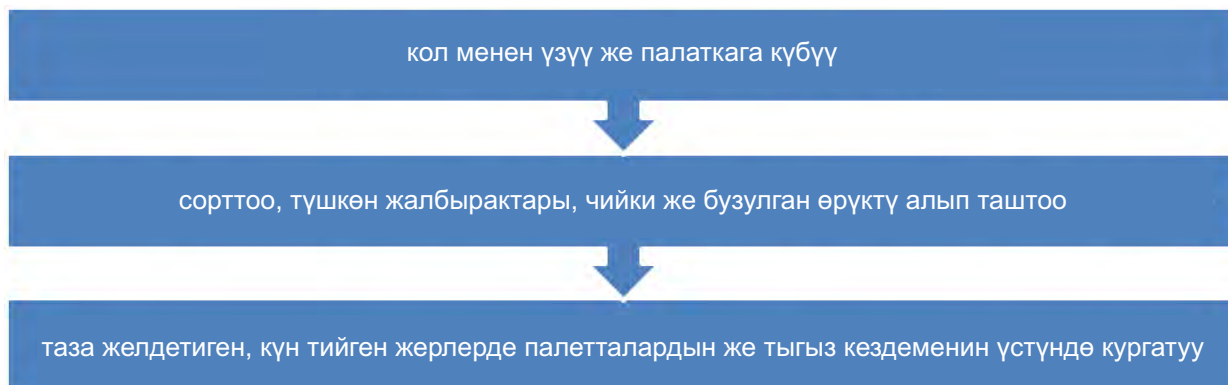 кол менен үзүү же палаткага күбүү
сорттоо, түшкөн жалбырактары, чийки же бузулган өрүктү алып таштоо
таза желдетиген, күн тийген жерлерде палетталардын же тыгыз кездеменин үстүндө кургатуу